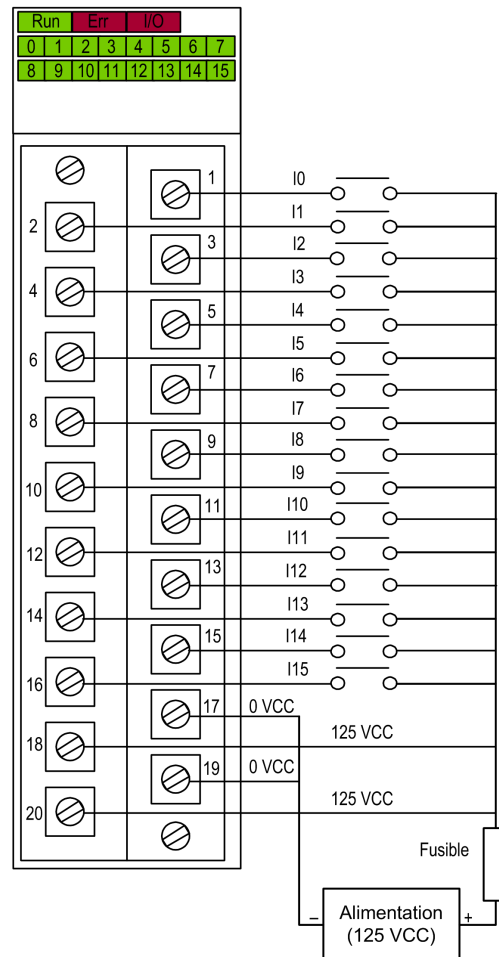 Run Err I/O
0 1 2 3 4 5 6 7
8 9 10 11 12 13 14 15
1 I0
2 I1
3 I2
4 I3
5 I4
6 I5
7 I6
8 I7
9 I8
10 I9
11 I10
12 I11
13 I12
14 I13
15 I14
16 I15
17 0 VCC
18 125 VCC
19 0 VCC
20 125 VCC
Fusible
– Alimentation +
(125 VCC)